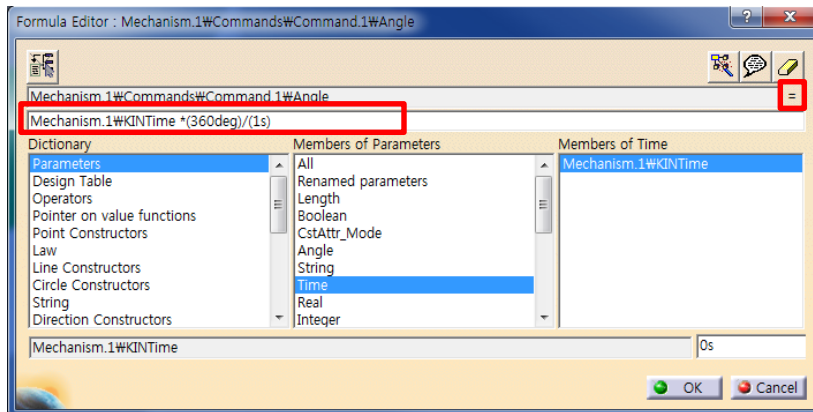 Formula Editor : Mechanism.1₩Commands₩Command.1₩Angle
? x
Mechanism.1₩Commands₩Command.1₩Angle =
Mechanism.1₩KINTime *(360deg)/(1s)
Dictionary Members of Parameters Members of Time
Parameters All Mechanism.1₩KINTime
Design Table Renamed parameters
Operators Length
Pointer on value functions Boolean
Point Constructors CstAttr_Mode
Law Angle
Line Constructors String
Circle Constructors Time
String Real
Direction Constructors Integer
Mechanism.1₩KINTime 0s
OK Cancel